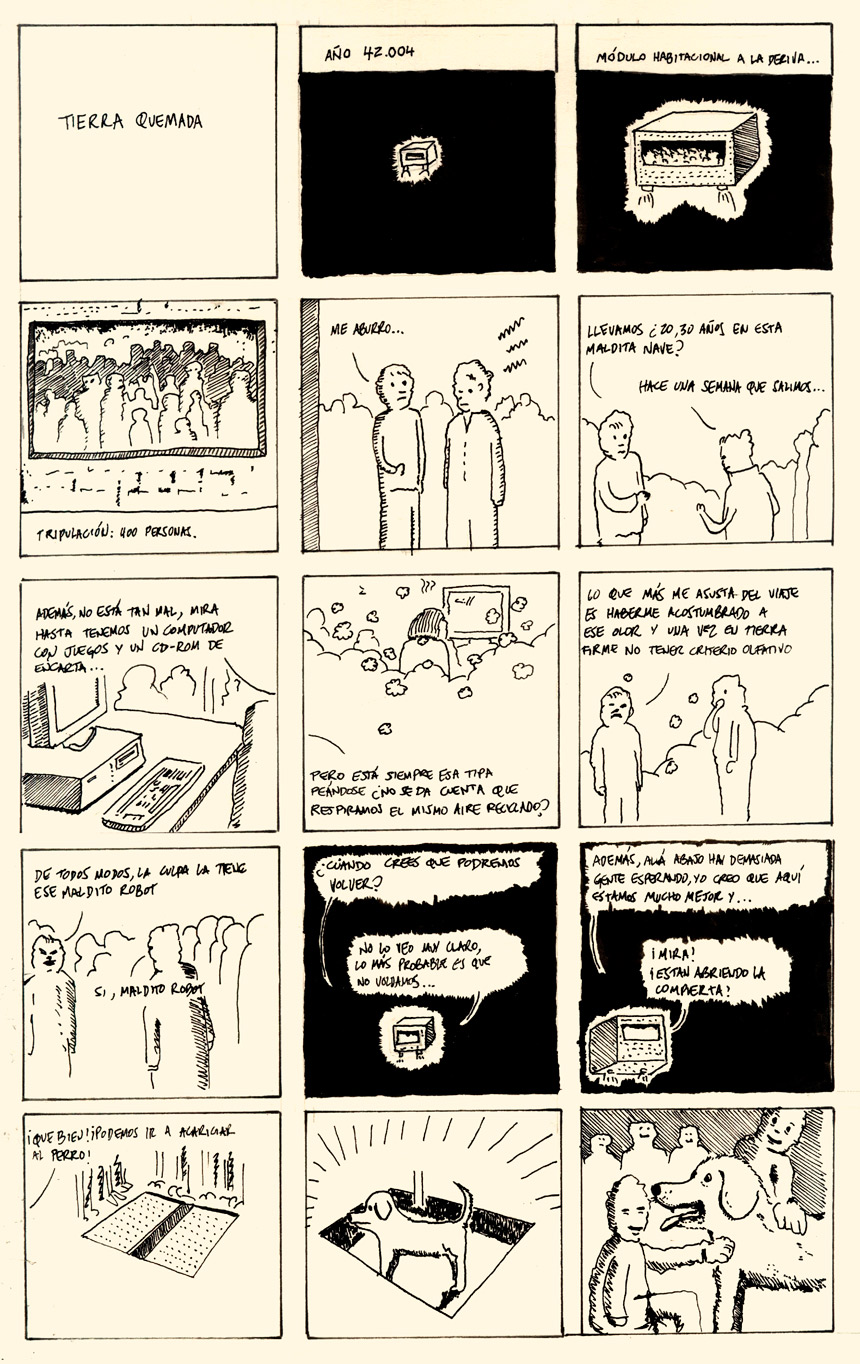 TIERRA QUEMADA
AÑO 42.004
MÓDULO HABITACIONAL A LA DERIVA...
TRIPULACIÓN: 400 PERSONAS.
ME ABURRO...
LLEVAMOS ¿20,30 AÑOS EN ESTA
MALDITA NAVE?
HACE UNA SEMANA QUE SALIMOS...
ADEMÁS, NO ESTÁ TAN MAL, MIRA
HASTA TENEMOS UN COMPUTADOR
CON JUEGOS Y UN CD-ROM DE
ENCARTA...
PERO ESTÁ SIEMPRE ESA TIPA
PEÁNDOSE ¿NO SE DA CUENTA QUE
RESPIRAMOS EL MISMO AIRE RECICLADO?
LO QUE MÁS ME ASUSTA DEL VIAJE
ES HABERME ACOSTUMBRADO A
ESE OLOR Y UNA VEZ EN TIERRA
FIRME NO TENER CRITERIO OLFATIVO
DE TODOS MODOS, LA CULPA LA TIENE
ESE MALDITO ROBOT
SI, MALDITO ROBOT
¿CÚANDO CREES QUE PODREMOS
VOLVER?
NO LO VEO MUY CLARO,
LO MÁS PROBABLE ES QUE
NO VOLVAMOS...
ADEMÁS, ALLÁ ABAJO HAY DEMASIADA
GENTE ESPERANDO, YO CREO QUE AQUÍ
ESTAMOS MUCHO MEJOR Y...
¡MIRA!
¡ESTAN ABRIENDO LA
COMPUERTA!
¡QUE BIEN! ¡PODEMOS IR A ACARICIAR
AL PERRO!